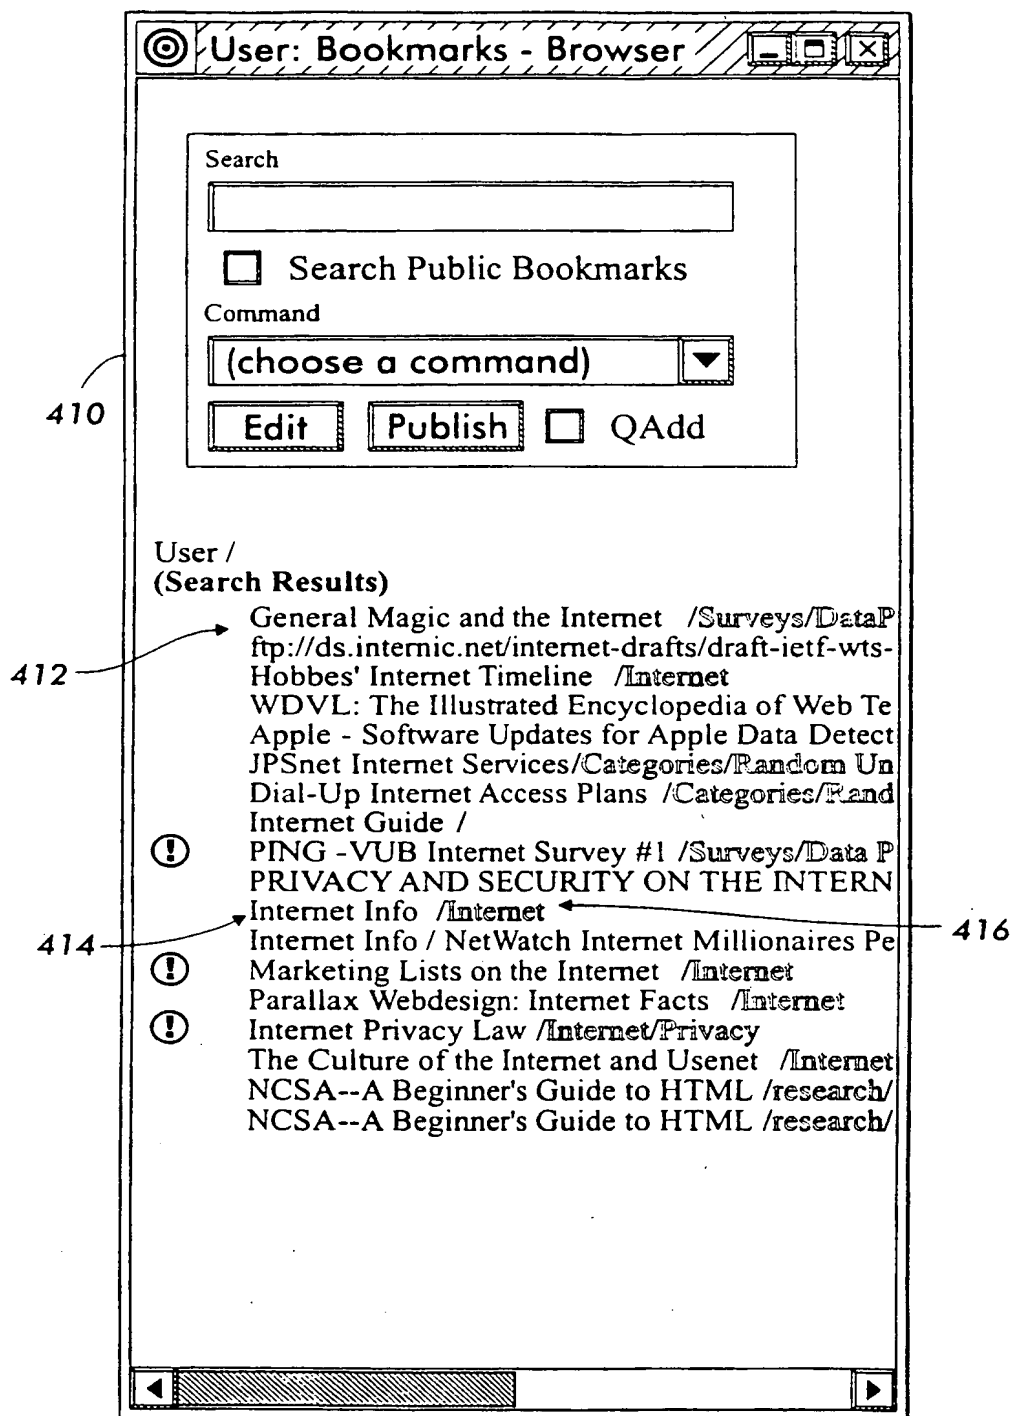 User: Bookmarks - Browser
Search
Search Public Bookmarks
Command
(choose a command)
410
Edit Publish QAdd
User /
(Search Results)
General Magic and the Internet /Surveys/DataP
412
ftp://ds.internic.net/internet-drafts/draft-ietf-wts-
Hobbes' Internet Timeline /Internet
WDVL: The Illustrated Encyclopedia of Web Te
Apple - Software Updates for Apple Data Detect
JPSnet Internet Services/Categories/Random Un
Dial-Up Internet Access Plans /Categories/Rand
Internet Guide /
! PING -VUB Internet Survey #1 /Surveys/Data P
PRIVACY AND SECURITY ON THE INTERN
Internet Info /Internet
414
416
Internet Info / NetWatch Internet Millionaires Pe
! Marketing Lists on the Internet /Internet
Parallax Webdesign: Internet Facts /Internet
! Internet Privacy Law /Internet/Privacy
The Culture of the Internet and Usenet /Internet
NCSA--A Beginner's Guide to HTML /research/
NCSA--A Beginner's Guide to HTML /research/